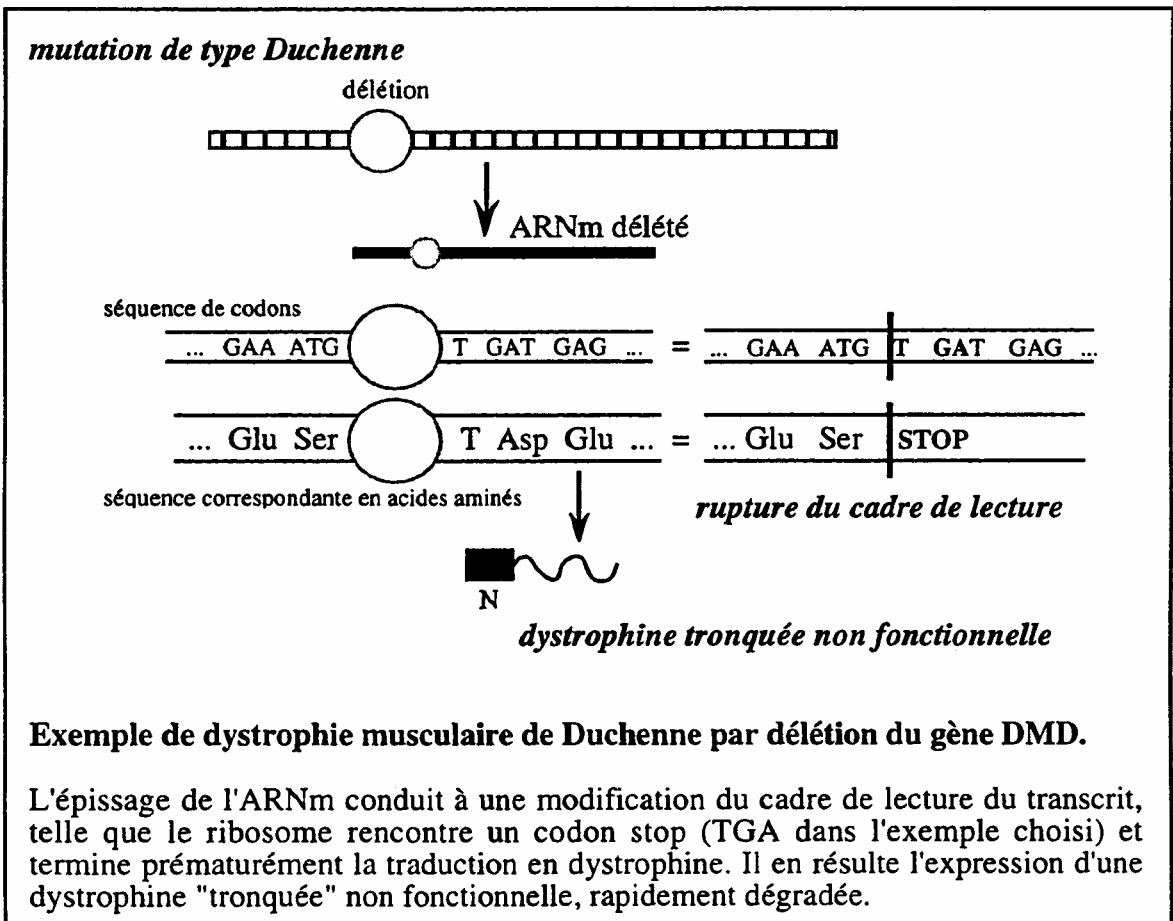 mutation de type Duchenne
délétion
ARNm délété
séquence de codons
... GAA ATG T GAT GAG ... = ... GAA ATG T GAT GAG ...
... Glu Ser T Asp Glu ... = ... Glu Ser STOP
séquence correspondante en acides aminés
rupture du cadre de lecture
N
dystrophine tronquée non fonctionnelle
Exemple de dystrophie musculaire de Duchenne par délétion du gène DMD.
L'épissage de l'ARNm conduit à une modification du cadre de lecture du transcrit,
telle que le ribosome rencontre un codon stop (TGA dans l'exemple choisi) et
termine prématurément la traduction en dystrophine. Il en résulte l'expression d'une
dystrophine "tronquée" non fonctionnelle, rapidement dégradée.